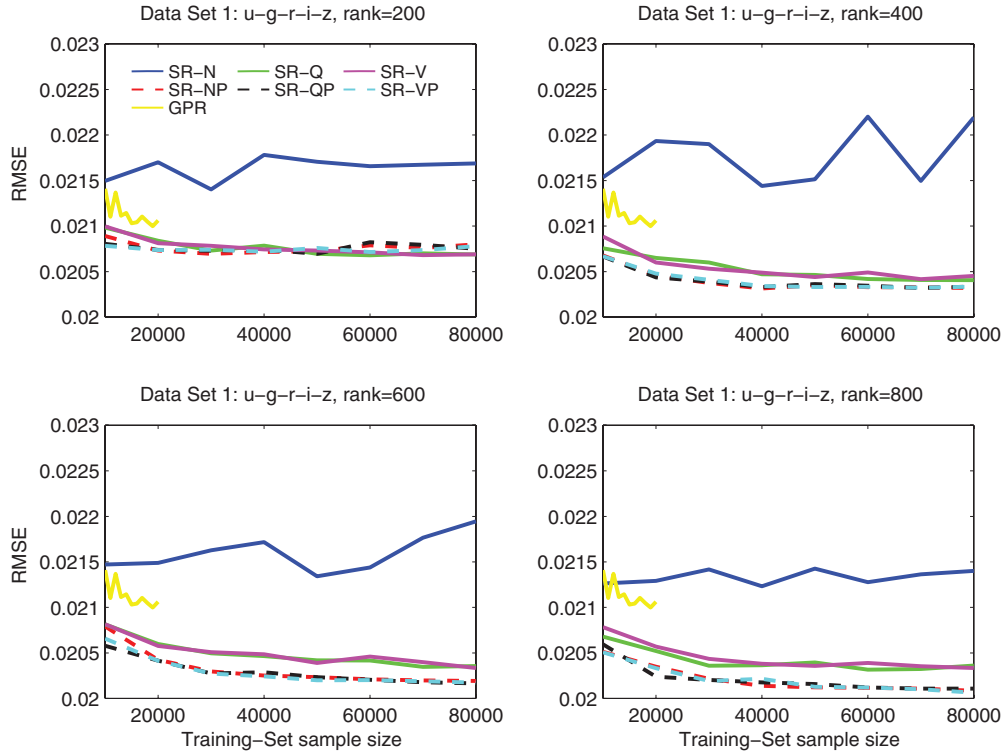 Data Set 1: u-g-r-i-z, rank=200
Data Set 1: u-g-r-i-z, rank=400
0.023
0.0225
0.022
0.0215
0.021
0.0205
0.02
RMSE
SR-N SR-Q SR-V
SR-NP SR-QP SR-VP
GPR
20000 40000 60000 80000
0.023
0.0225
0.022
0.0215
0.021
0.0205
0.02
20000 40000 60000 80000
Data Set 1: u-g-r-i-z, rank=600
Data Set 1: u-g-r-i-z, rank=800
0.023
0.0225
0.022
0.0215
0.021
0.0205
0.02
RMSE
20000 40000 60000 80000
Training-Set sample size
0.023
0.0225
0.022
0.0215
0.021
0.0205
0.02
20000 40000 60000 80000
Training-Set sample size